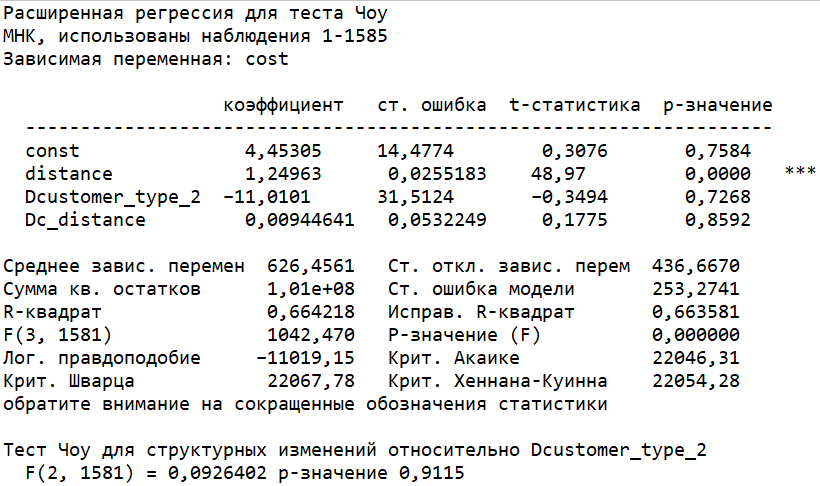 Расширенная регрессия для теста Чоу
МНК, использованы наблюдения 1-1585
Зависимая переменная: cost
коэффициент ст. ошибка t-статистика p-значение
---------------------------------------------------------------------
const 4,45305 14,4774 0,3076 0,7584
distance 1,24963 0,0255183 48,97 0,0000 ***
Dcustomer_type_2 −11,0101 31,5124 −0,3494 0,7268
Dc_distance 0,00944641 0,0532249 0,1775 0,8592
Среднее завис. перемен 626,4561 Ст. откл. завис. перем 436,6670
Сумма кв. остатков 1,01e+08 Ст. ошибка модели 253,2741
R-квадрат 0,664218 Исправ. R-квадрат 0,663581
F(3, 1581) 1042,470 Р-значение (F) 0,000000
Лог. правдоподобие −11019,15 Крит. Акаике 22046,31
Крит. Шварца 22067,78 Крит. Хеннана-Куинна 22054,28
обратите внимание на сокращенные обозначения статистики
Тест Чоу для структурных изменений относительно Dcustomer_type_2
F(2, 1581) = 0,0926402 р-значение 0,9115